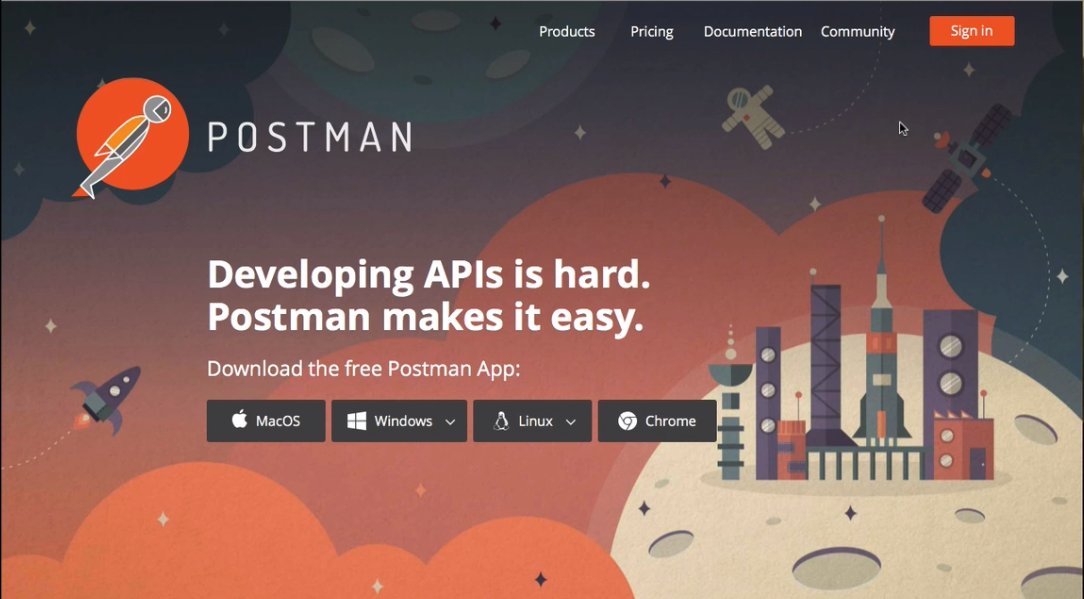 Products Pricing Documentation Community Sign in
POSTMAN
Developing APIs is hard.
Postman makes it easy.
Download the free Postman App:
MacOS Windows Linux Chrome